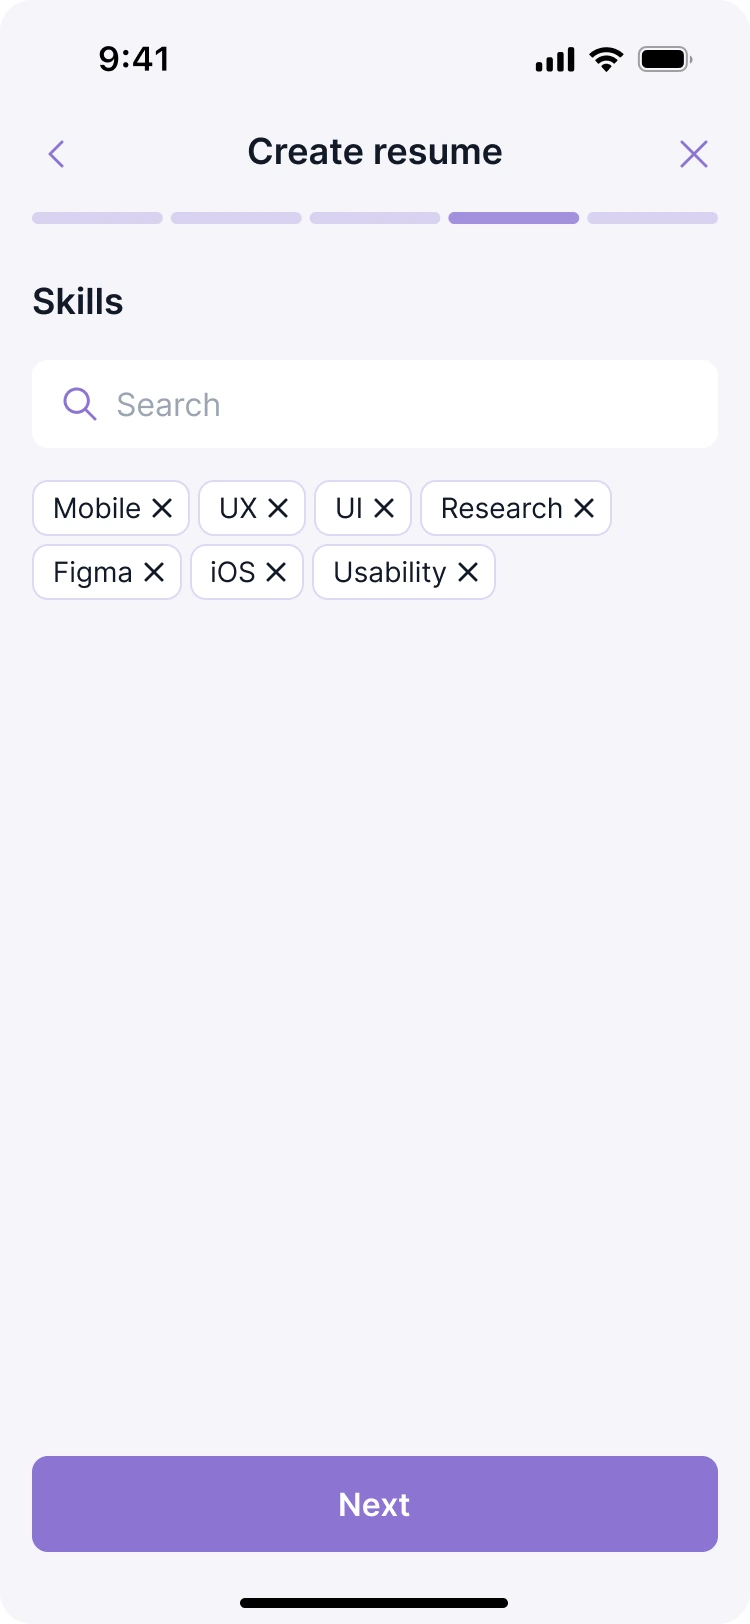 9:41
Create resume
Skills
Search
Mobile UX UI Research
Figma iOS Usability
Next